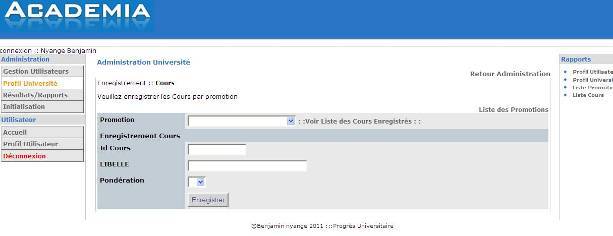 ACADEMIA
connexion :: Nyange Benjamin
Administration
Gestion Utilisateurs
Profil Université
Résultats/Rapports
Initialisation
Utilisateur
Accueil
Profil Utilisateur
Déconnexion
Administration Université
Retour Administration
Enregistrement :: Cours
Veuillez enregistrer les Cours par promotion
Liste des Promotions
Promotion
: :Voir Liste des Cours Enregistrés : :
Enregistrement Cours
Id Cours
LIBELLE
Pondération
Enregistrer
Rapports
Profil Utilisate
Profil Universi
Liste Promotio
Liste Cours
©Benjamin nyange 2011 :::Progrès Universitaire